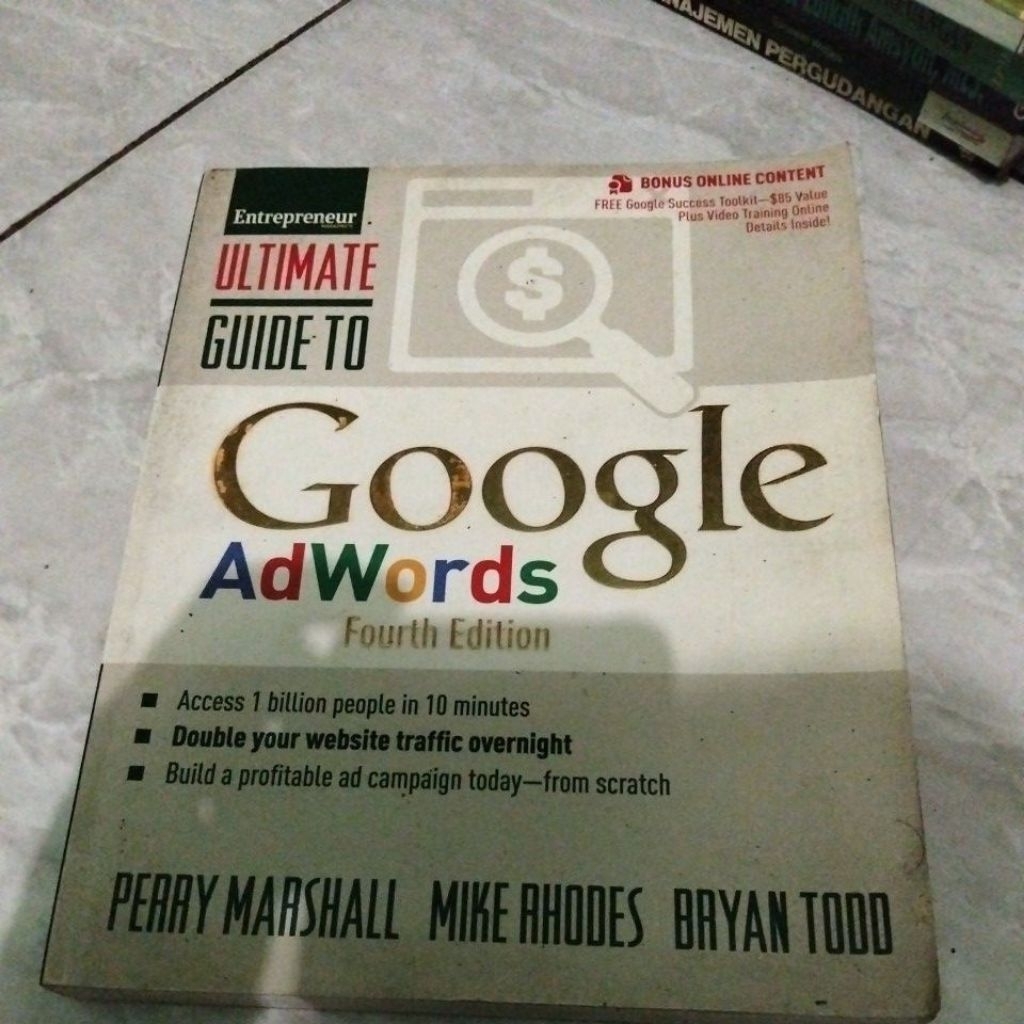 MANAJEMEN PERGUDANGAN
BONUS ONLINE CONTENT
FREE Google Success Toolkit—$85 Value
Plus Video Training Online
Details Inside!
Entrepreneur
ULTIMATE
GUIDE TO
$
Google
AdWords
Fourth Edition
Access 1 billion people in 10 minutes
Double your website traffic overnight
Build a profitable ad campaign today—from scratch
PERRY MARSHALL MIKE RHODES BRYAN TODD